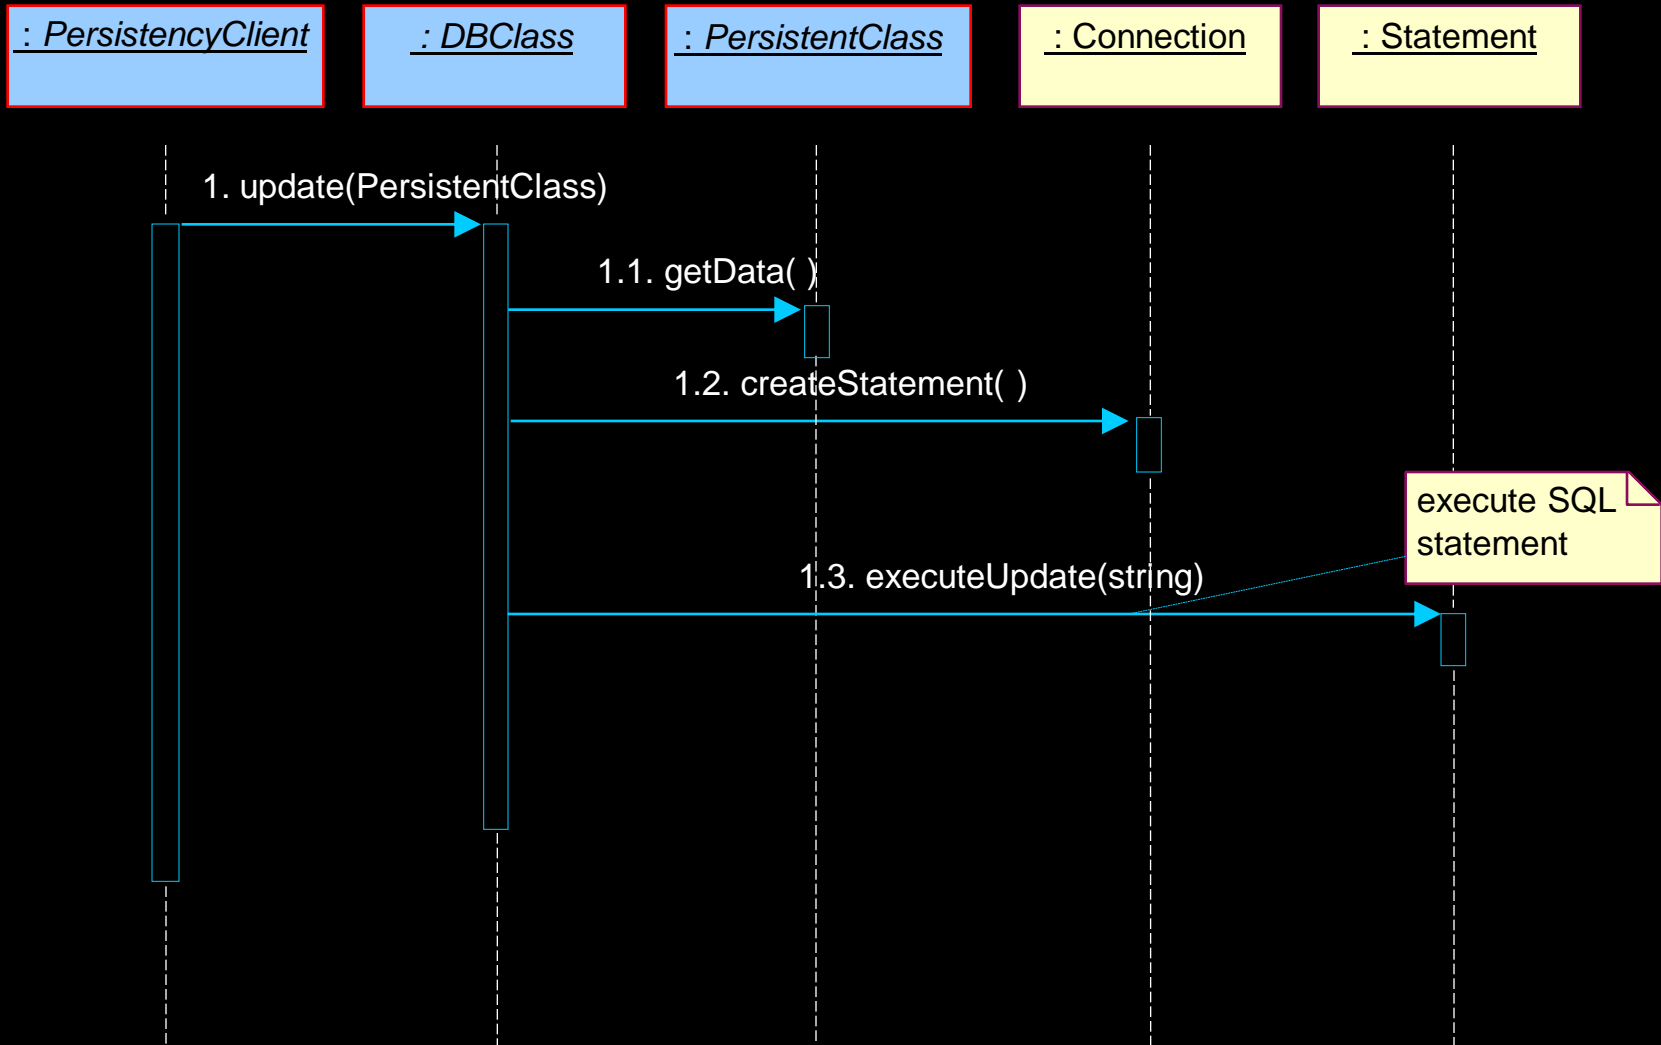 : PersistencyClient
: DBClass
: PersistentClass
: Connection
: Statement
1. update(PersistentClass)
1.1. getData( )
1.2. createStatement( )
execute SQL
statement
1.3. executeUpdate(string)